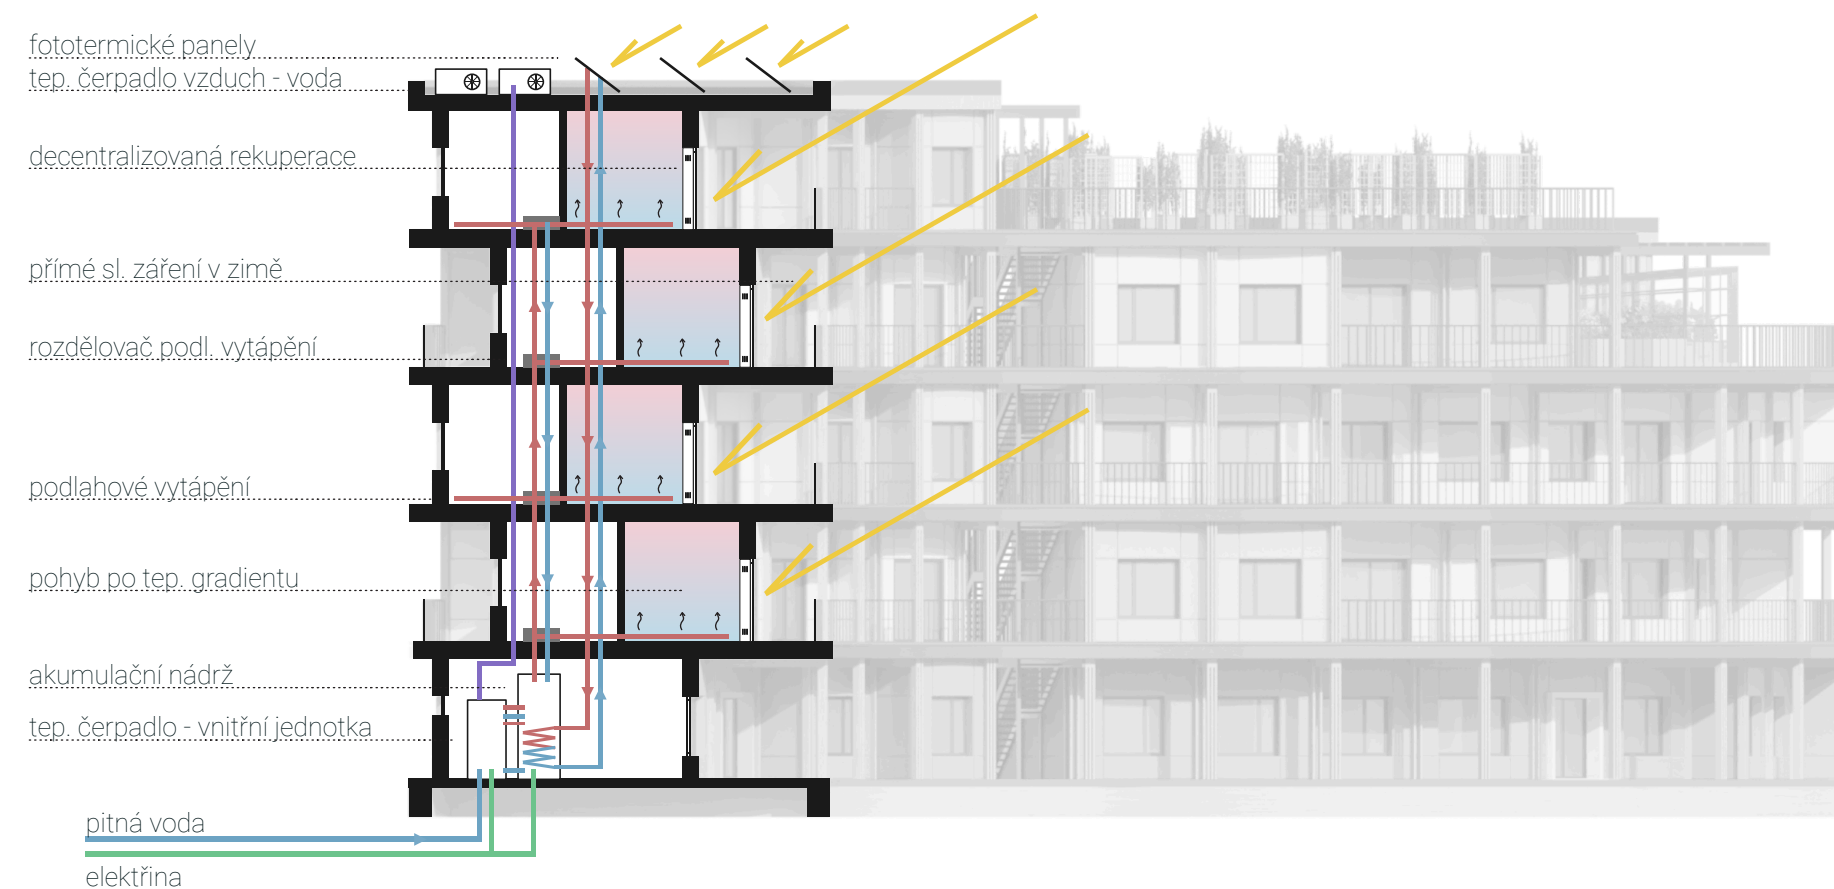 fototermické panely
tep. čerpadlo vzduch - voda
decentralizovaná rekuperace
přímé sl. záření v zimě
rozdělovač podl. vytápění
podlahové vytápění
pohyb po tep. gradientu
akumulační nádrž
tep. čerpadlo - vnitřní jednotka
pitná voda
elektřina